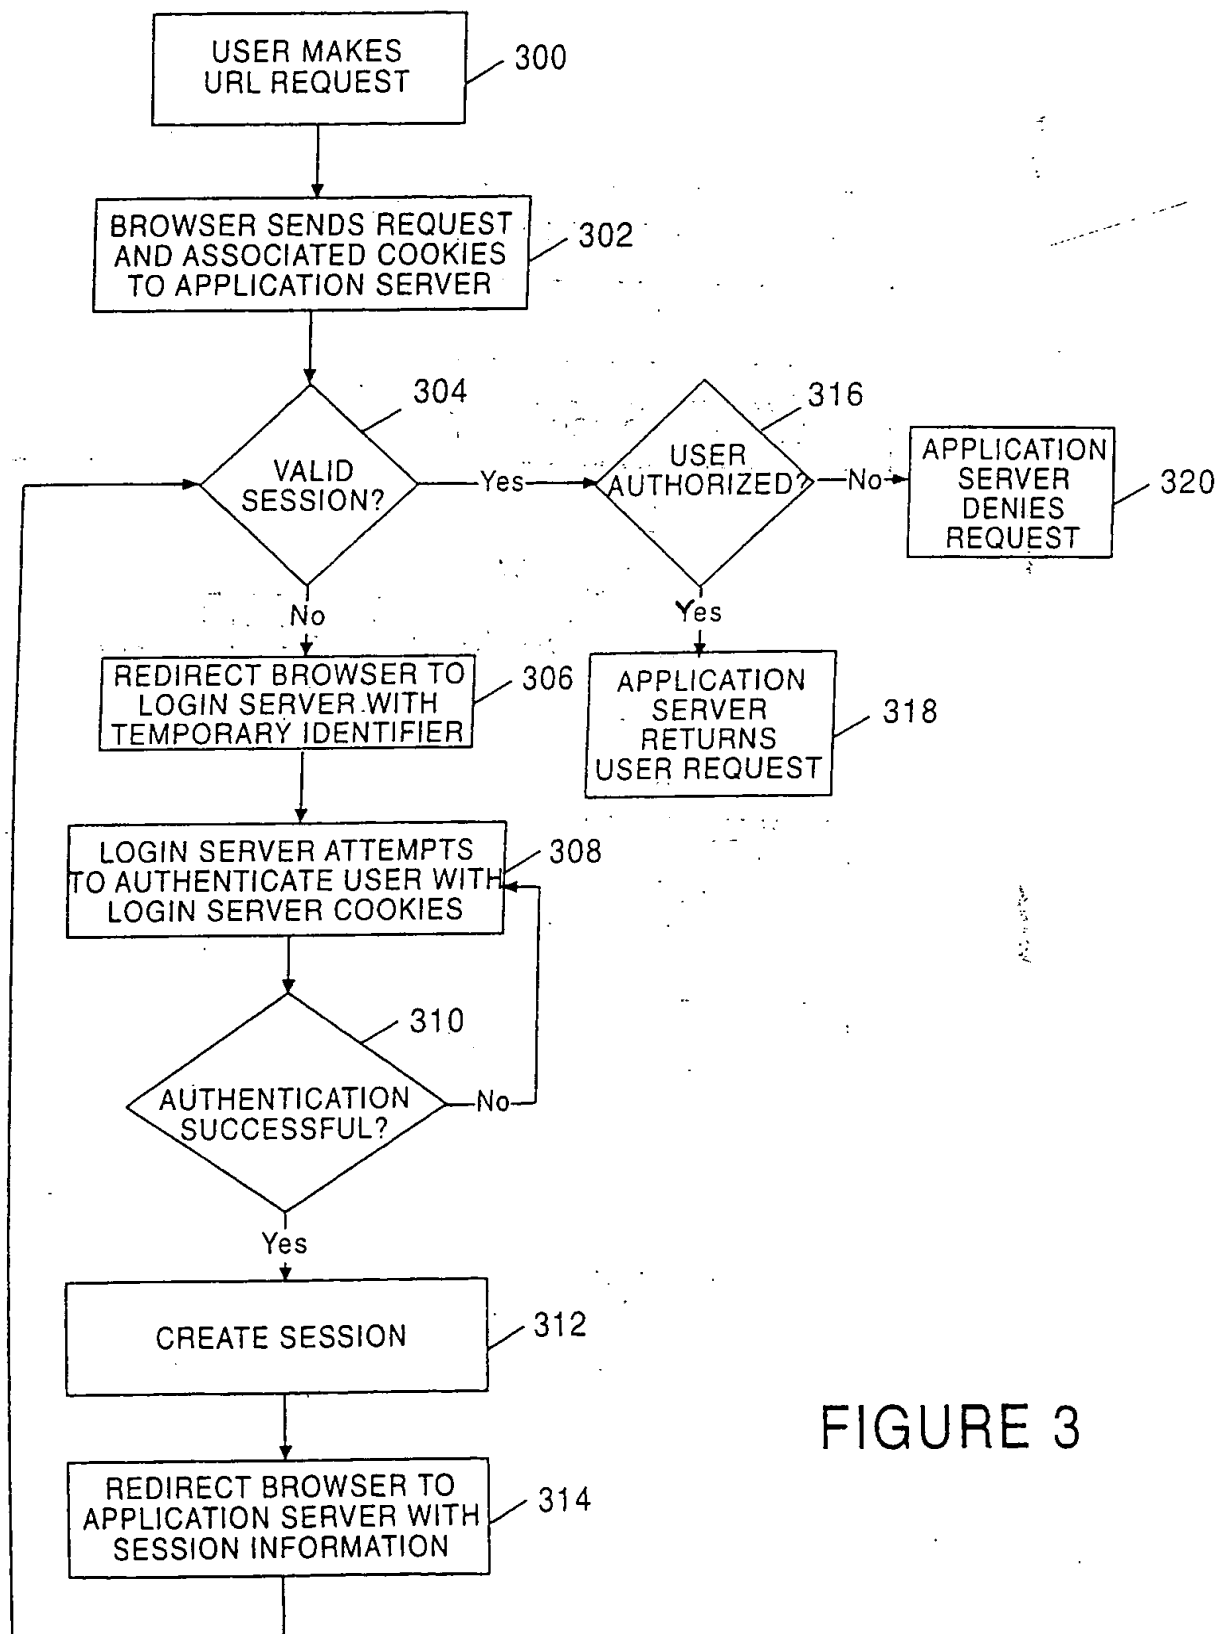 USER MAKES
URL REQUEST
300
BROWSER SENDS REQUEST
AND ASSOCIATED COOKIES
TO APPLICATION SERVER
302
304
VALID
SESSION?
Yes
316
USER
AUTHORIZED?
No
APPLICATION
SERVER
DENIES
REQUEST
320
No
Yes
REDIRECT BROWSER TO
LOGIN SERVER WITH
TEMPORARY IDENTIFIER
306
APPLICATION
SERVER
RETURNS
USER REQUEST
318
LOGIN SERVER ATTEMPTS
TO AUTHENTICATE USER WITH
LOGIN SERVER COOKIES
308
310
AUTHENTICATION
SUCCESSFUL?
No
Yes
CREATE SESSION
312
REDIRECT BROWSER TO
APPLICATION SERVER WITH
SESSION INFORMATION
314
FIGURE 3